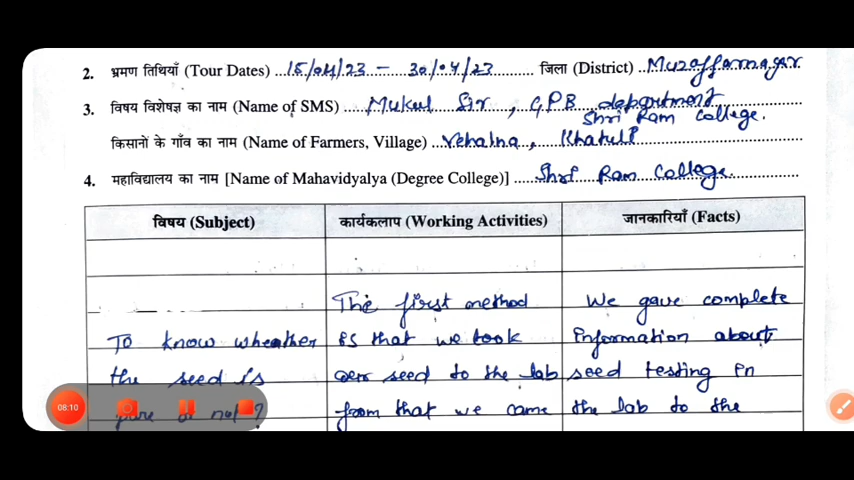 2. भ्रमण तिथियाँ (Tour Dates) 15/04/23 - 30/04/23 जिला (District) Muzaffarnagar
3. विषय विशेषज्ञ का नाम (Name of SMS) Mukul Sir, GPB department
Shri Ram College.
किसानों के गाँव का नाम (Name of Farmers, Village) Vehalna, Khatuli
4. महाविद्यालय का नाम [Name of Mahavidyalya (Degree College)] Shri Ram College
विषय (Subject) कार्यकलाप (Working Activities) जानकारियाँ (Facts)
The first method We gave complete
To know wheather is that we took information about
the seed is our seed to the lab seed testing in
pure or not? from that we came the lab to the
08:10